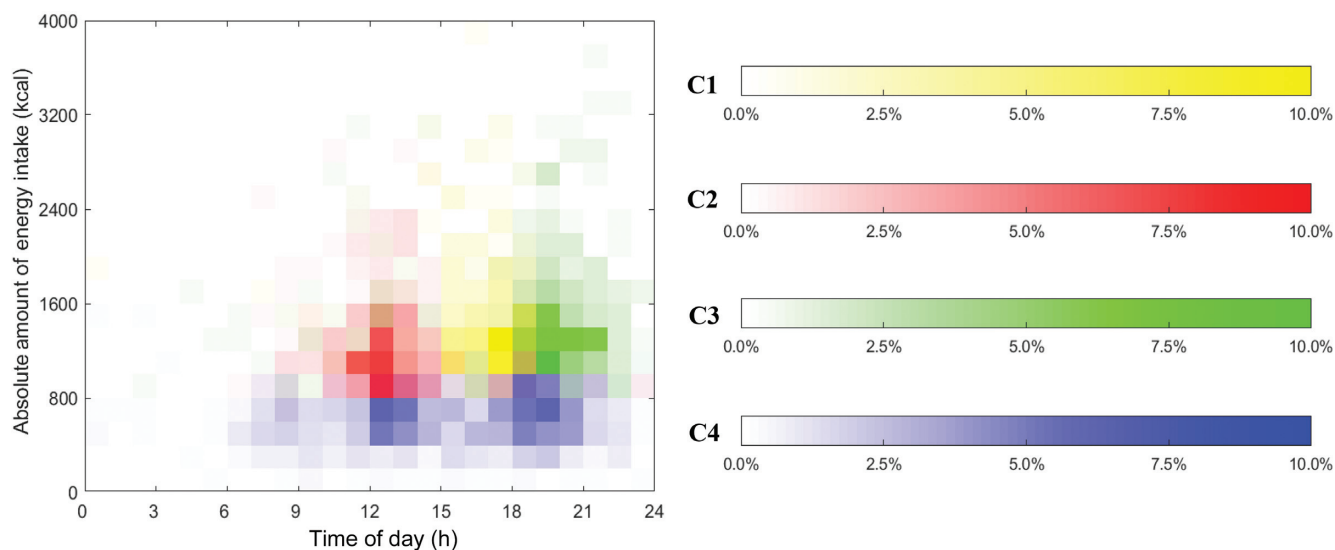 Absolute amount of energy intake (kcal)
4000
3200
2400
1600
800
0
0 3 6 9 12 15 18 21 24
Time of day (h)
C1
0.0% 2.5% 5.0% 7.5% 10.0%
C2
0.0% 2.5% 5.0% 7.5% 10.0%
C3
0.0% 2.5% 5.0% 7.5% 10.0%
C4
0.0% 2.5% 5.0% 7.5% 10.0%